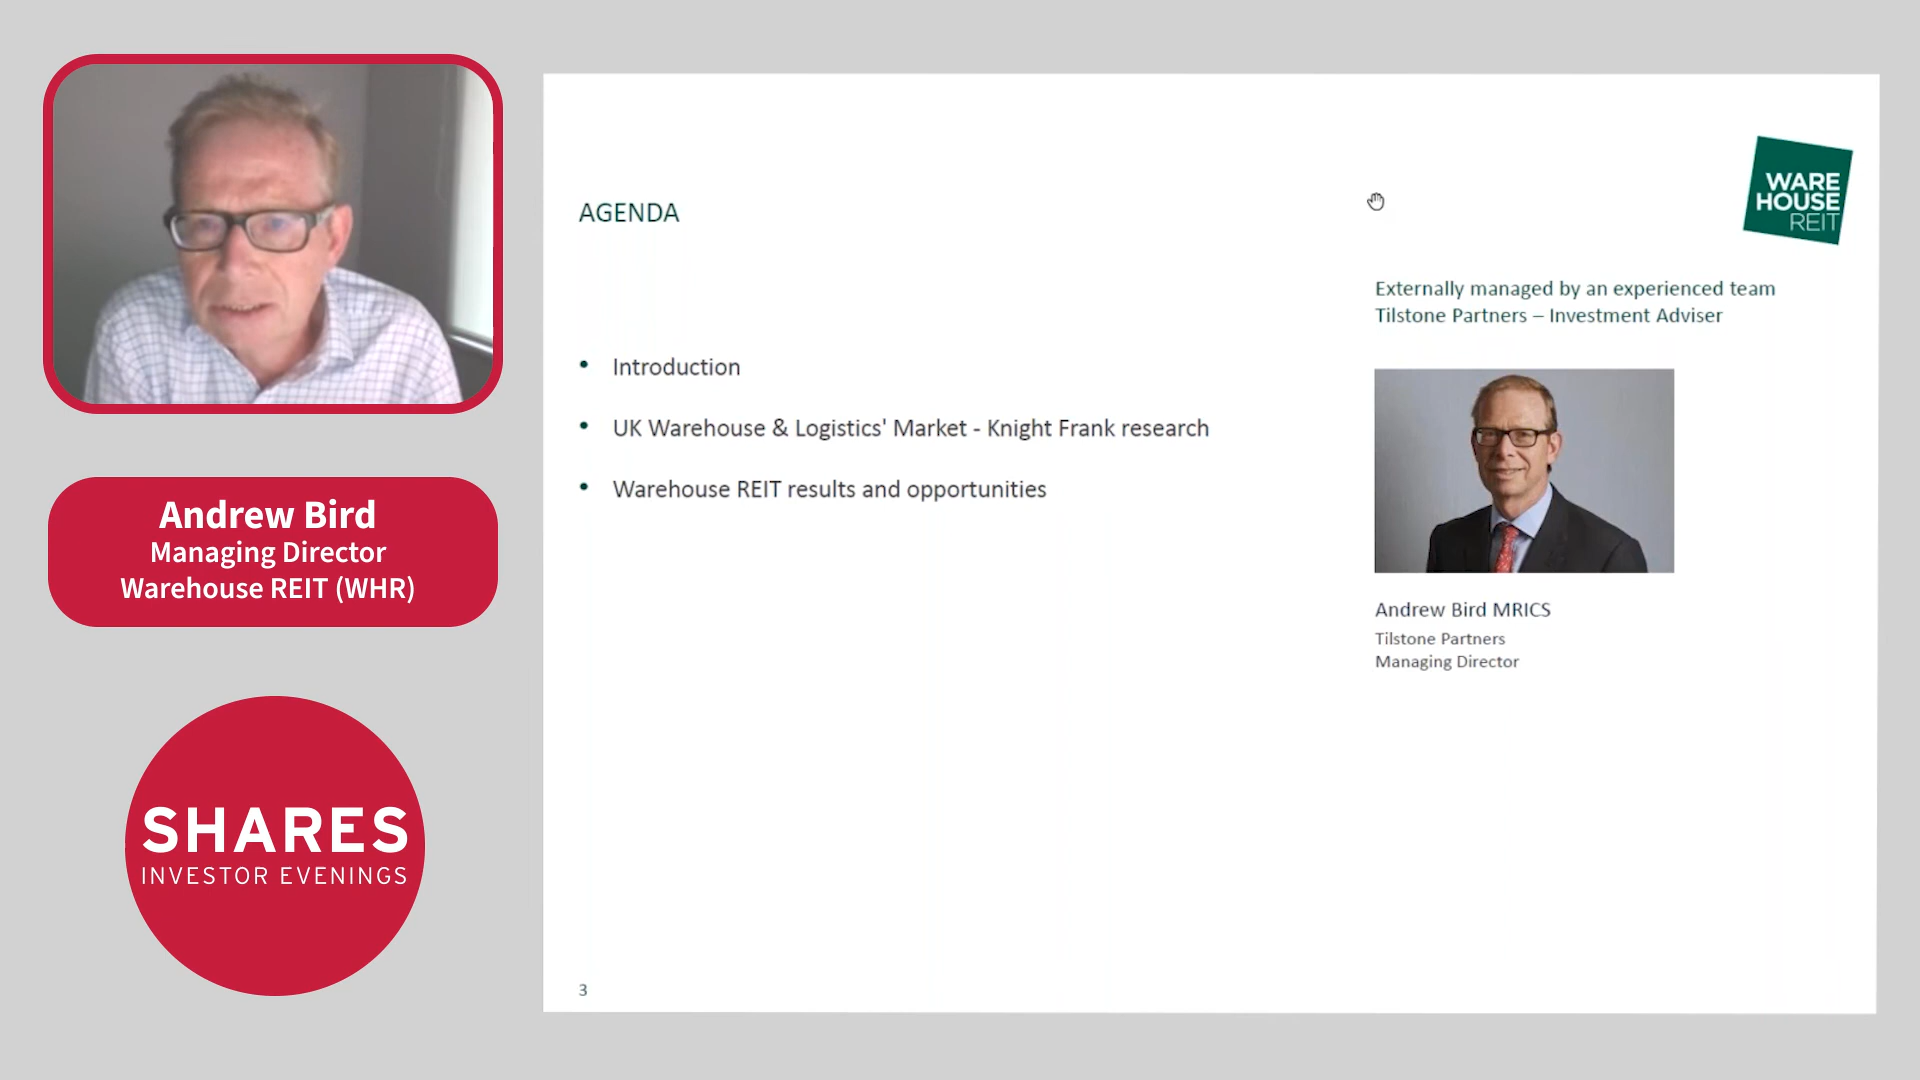 Andrew Bird
Managing Director
Warehouse REIT (WHR)
SHARES
INVESTOR EVENINGS
AGENDA
• Introduction
• UK Warehouse & Logistics' Market - Knight Frank research
• Warehouse REIT results and opportunities
3
WARE
HOUSE
REIT
Externally managed by an experienced team
Tilstone Partners – Investment Adviser
Andrew Bird MRICS
Tilstone Partners
Managing Director